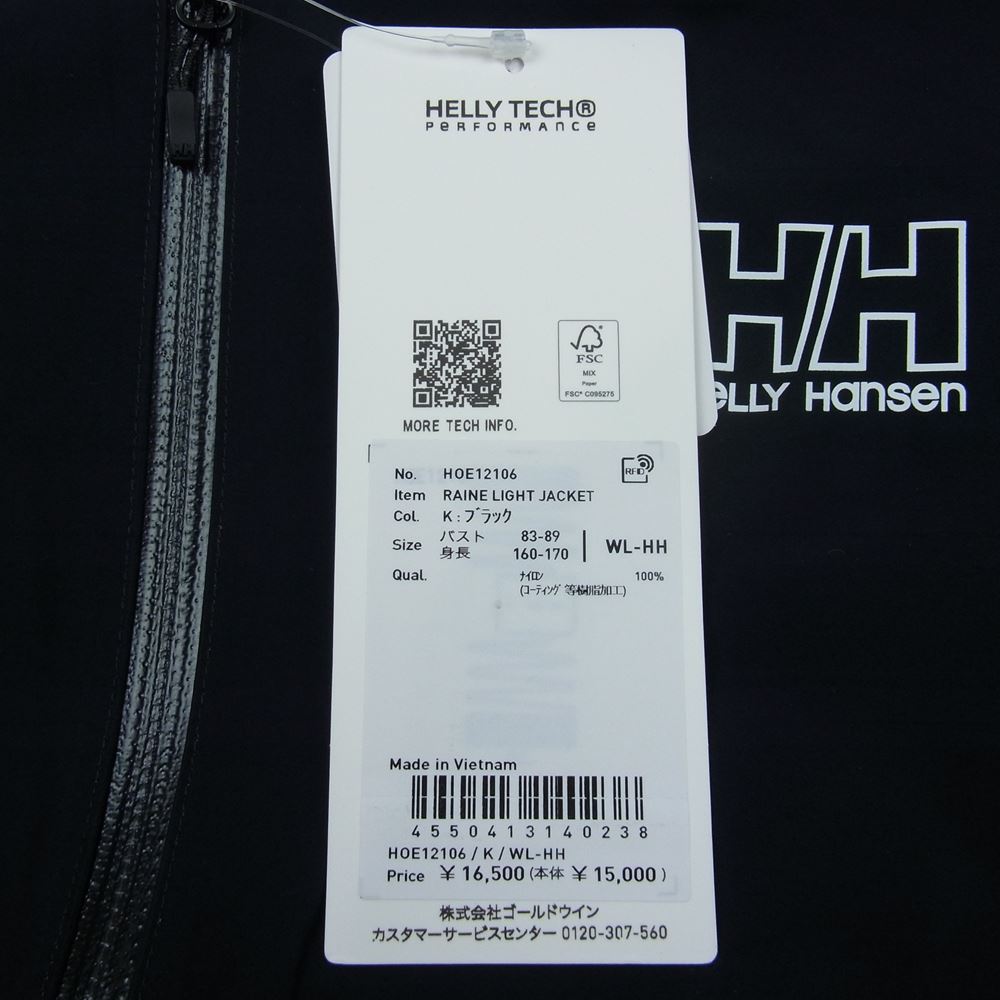 HELLY TECH®
PERFORMANCE
HH
ELLY HANSEN
FSC
MIX
Paper
FSC® C095275
MORE TECH INFO.
No. HOE12106
RFID
Item RAINE LIGHT JACKET
Col. K:ブラック
Size バスト 83-89
身長 160-170
WL-HH
Qual. ナイロン 100%
(コーティング等樹脂加工)
Made in Vietnam
4550413140238
HOE12106 / K / WL-HH
Price ¥ 16,500 (本体 ¥ 15,000 )
株式会社ゴールドウイン
カスタマーサービスセンター 0120-307-560